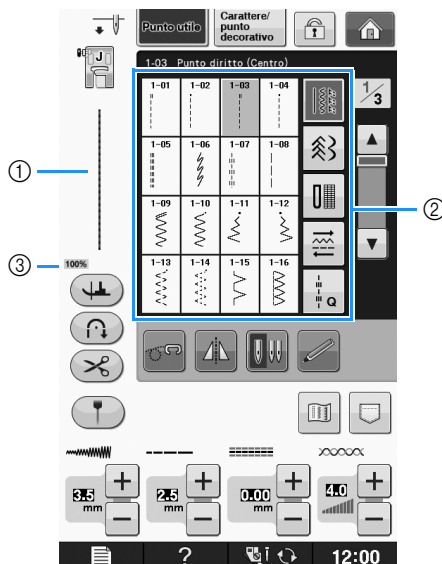 Punto utile
Carattere/
punto
decorativo
J
1-03 Punto diritto (Centro)
1-01 1-02 1-03 1-04
1/3
1-05 1-06 1-07 1-08
①
②
1-09 1-10 1-11 1-12
③ 100%
1-13 1-14 1-15 1-16
Q
3.5 mm
2.5 mm
0.00 mm
4.0
?
12:00